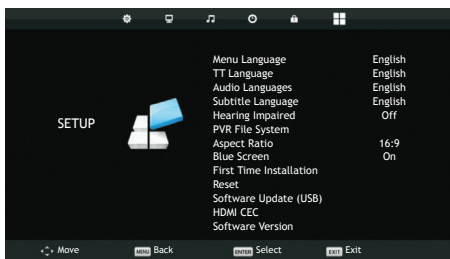 SETUP
Menu Language English
TT Language English
Audio Languages English
Subtitle Language English
Hearing Impaired Off
PVR File System
Aspect Ratio 16:9
Blue Screen On
First Time Installation
Reset
Software Update (USB)
HDMI CEC
Software Version
Move MENU Back ENTER Select EXIT Exit